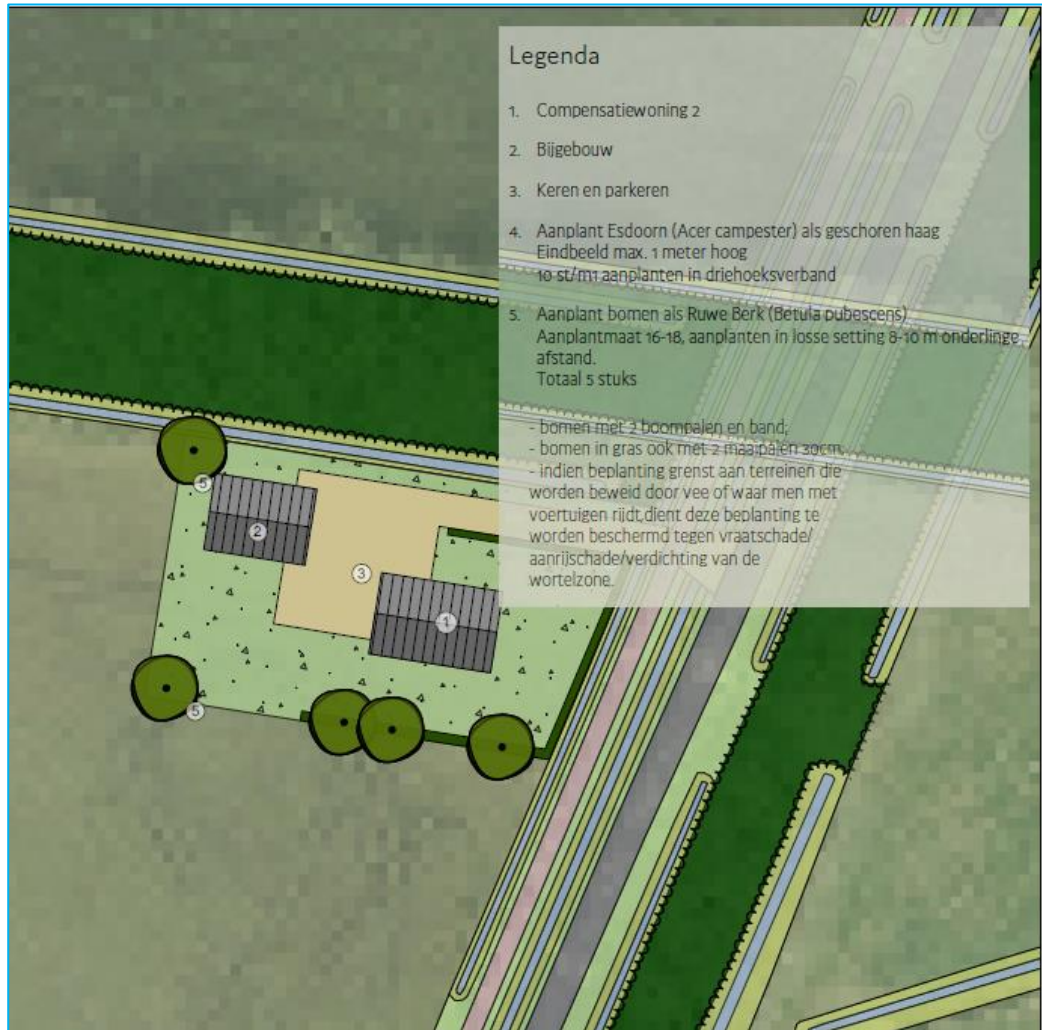 Legenda
1. Compensatiewoning 2
2. Bijgebouw
3. Keren en parkeren
4. Aanplant Esdoorn (Acer campester) als geschoren haag
Eindbeeld max. 1 meter hoog
10 st/m1 aanplanten in driehoeksverband
5. Aanplant bomen als Ruwe Berk (Betula pubescens)
Aanplantmaat 16-18, aanplanten in losse setting 8-10 m onderlinge
afstand.
Totaal 5 stuks
- bomen met 2 boompalen en band;
- bomen in gras ook met 2 maaipalen 30cm
- indien beplanting grenst aan terreinen die
worden beweid door vee of waar men met
voertuigen rijdt,dient deze beplanting te
worden beschermd tegen vraatschade/
aanrijschade/verdichting van de
wortelzone.
5
2
3
1
5